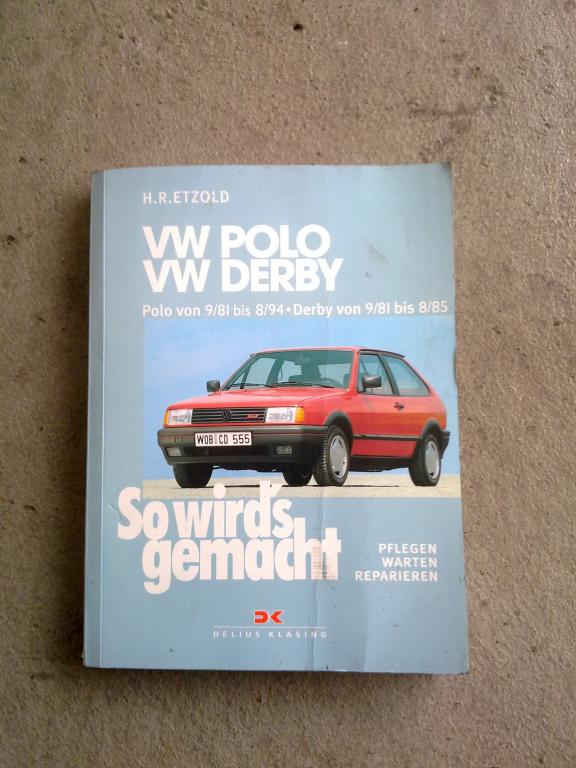 H.R.ETZOLD
VW POLO
VW DERBY
Polo von 9/81 bis 8/94 • Derby von 9/81 bis 8/85
WOB CD 555
So wird's
gemacht
PFLEGEN
WARTEN
REPARIEREN
DK
DELIUS KLASING